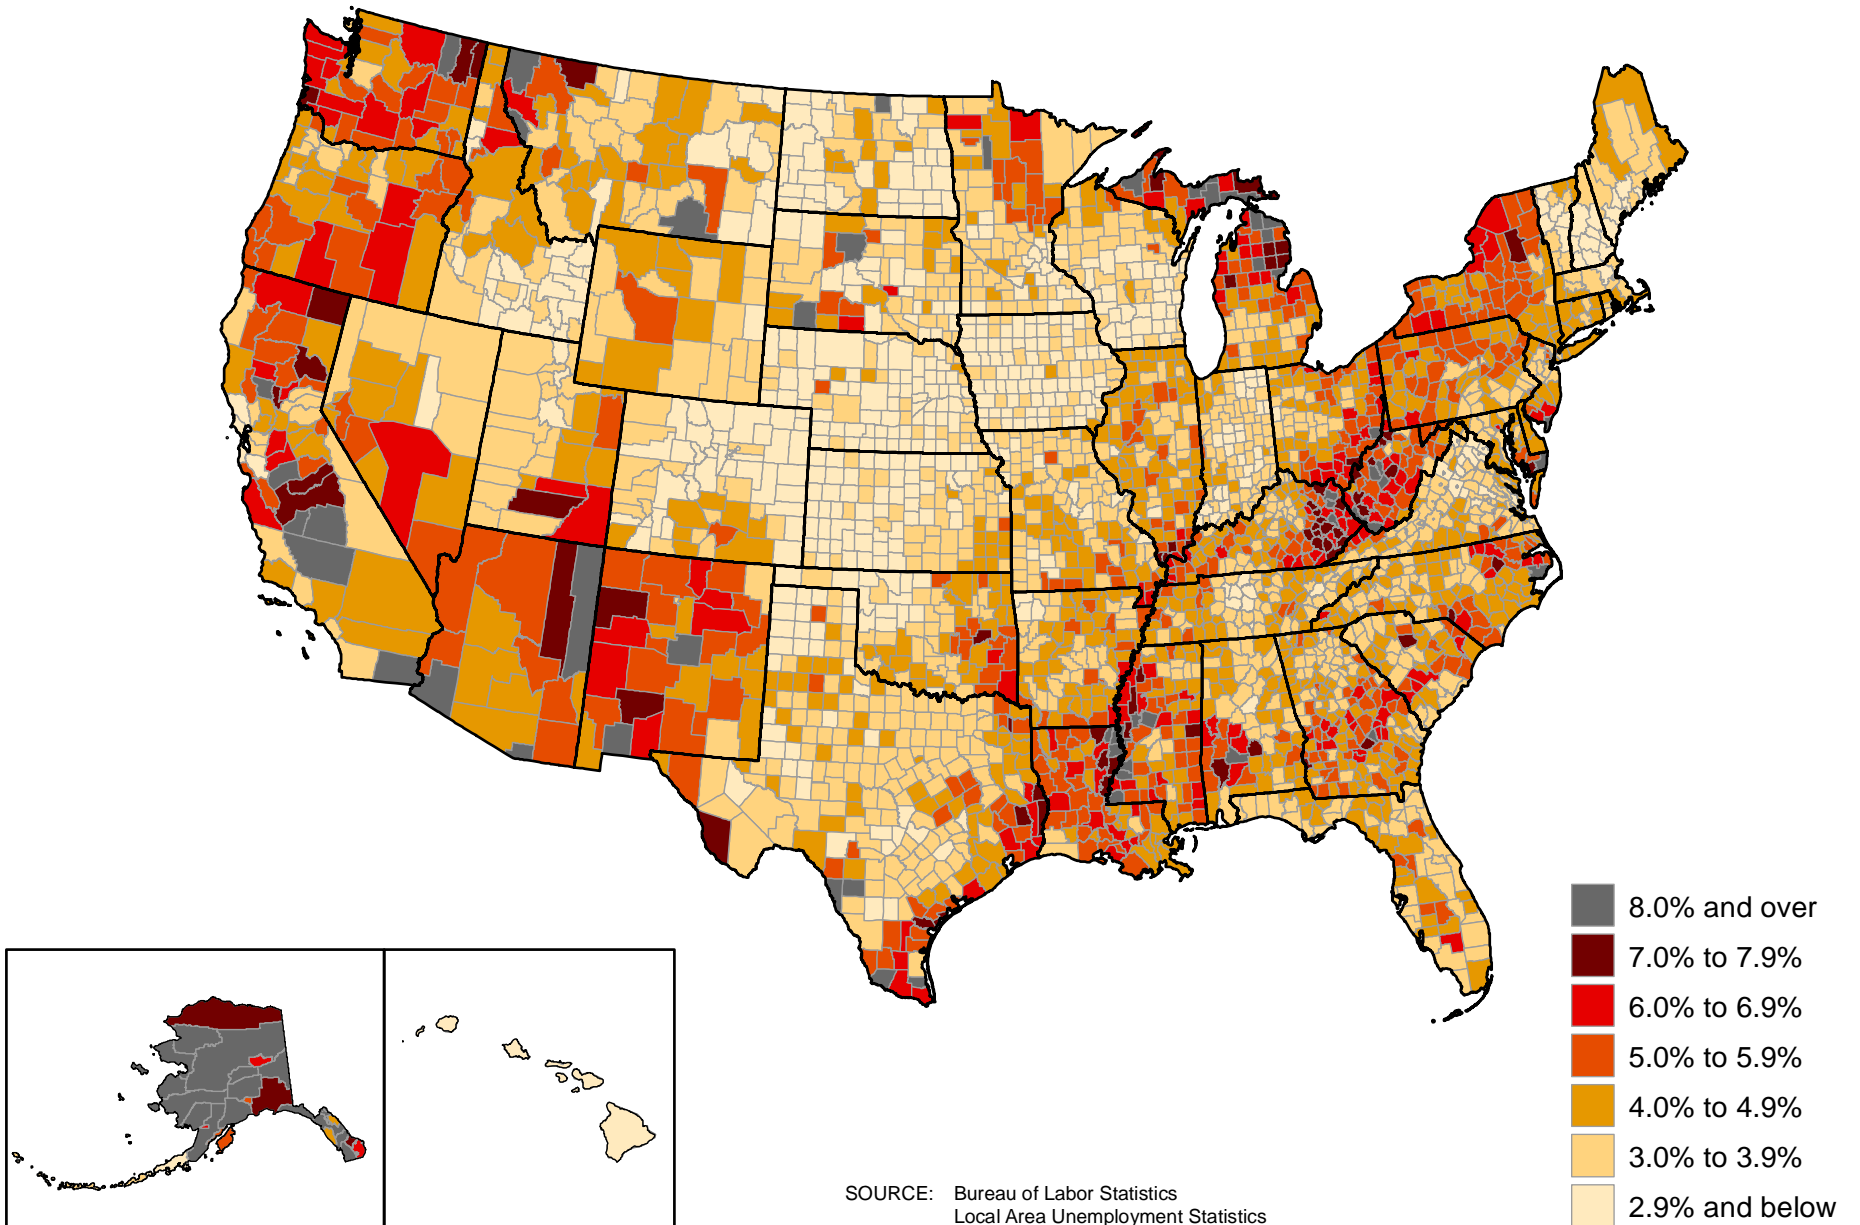 8.0% and over
7.0% to 7.9%
6.0% to 6.9%
5.0% to 5.9%
4.0% to 4.9%
3.0% to 3.9%
2.9% and below
SOURCE: Bureau of Labor Statistics
Local Area Unemployment Statistics